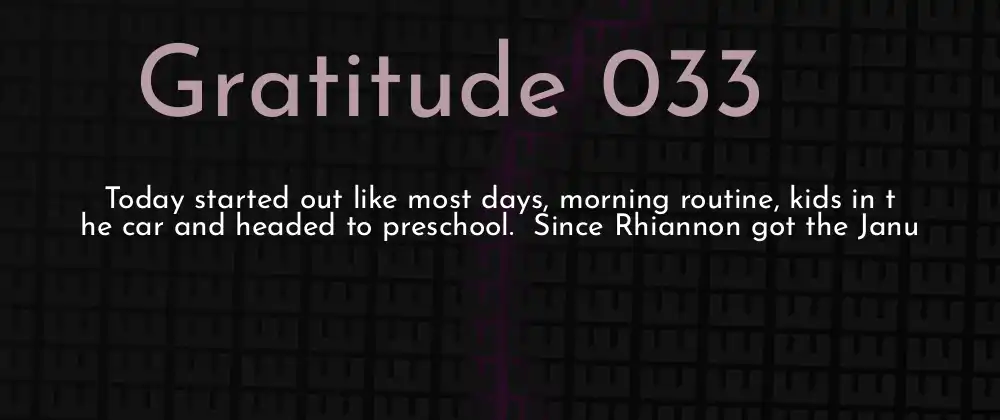 Gratitude 033
Today started out like most days, morning routine, kids in t
he car and headed to preschool.  Since Rhiannon got the Janu